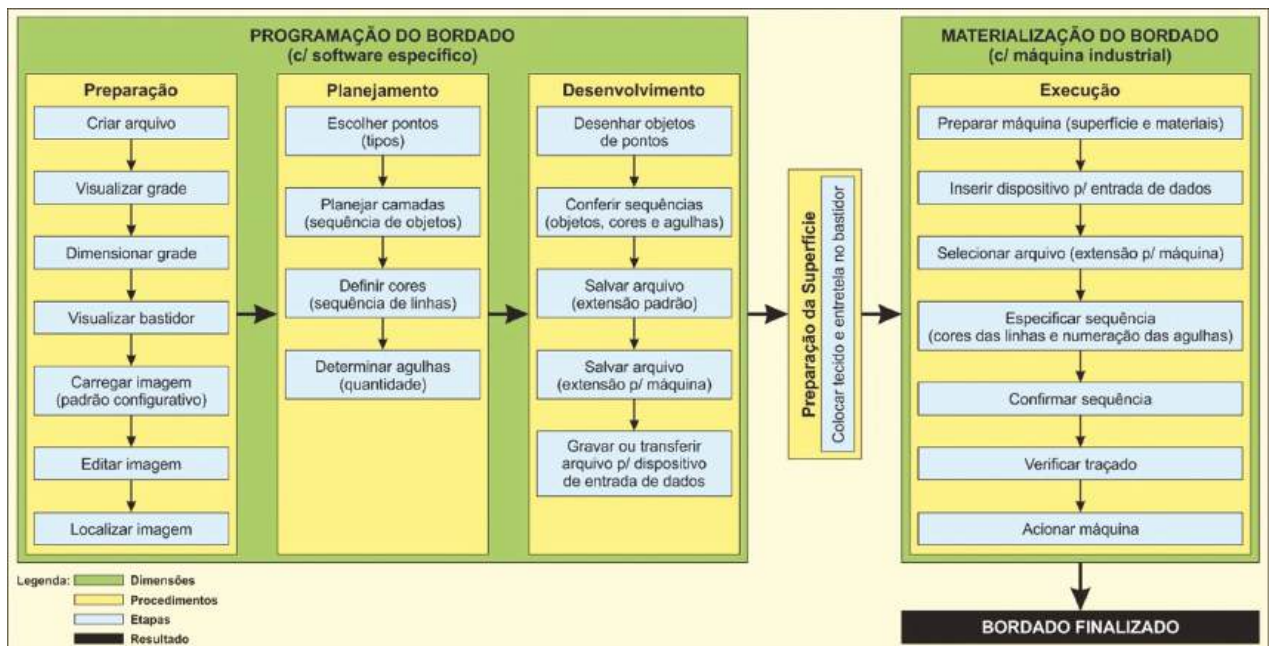 PROGRAMAÇÃO DO BORDADO
(c/ software específico)
Preparação
Criar arquivo
Visualizar grade
Dimensionar grade
Visualizar bastidor
Carregar imagem
(padrão configurativo)
Editar imagem
Localizar imagem
Planejamento
Escolher pontos
(tipos)
Planejar camadas
(sequência de objetos)
Definir cores
(sequência de linhas)
Determinar agulhas
(quantidade)
Desenvolvimento
Desenhar objetos
de pontos
Conferir sequências
(objetos, cores e agulhas)
Salvar arquivo
(extensão padrão)
Salvar arquivo
(extensão p/ máquina)
Gravar ou transferir
arquivo p/ dispositivo
de entrada de dados
Preparação da Superfície
Colocar tecido e entretela no bastidor
MATERIALIZAÇÃO DO BORDADO
(c/ máquina industrial)
Execução
Preparar máquina (superfície e materiais)
Inserir dispositivo p/ entrada de dados
Selecionar arquivo (extensão p/ máquina)
Especificar sequência
(cores das linhas e numeração das agulhas)
Confirmar sequência
Verificar traçado
Acionar máquina
BORDADO FINALIZADO
Legenda: Dimensões
Procedimentos
Etapas
Resultado